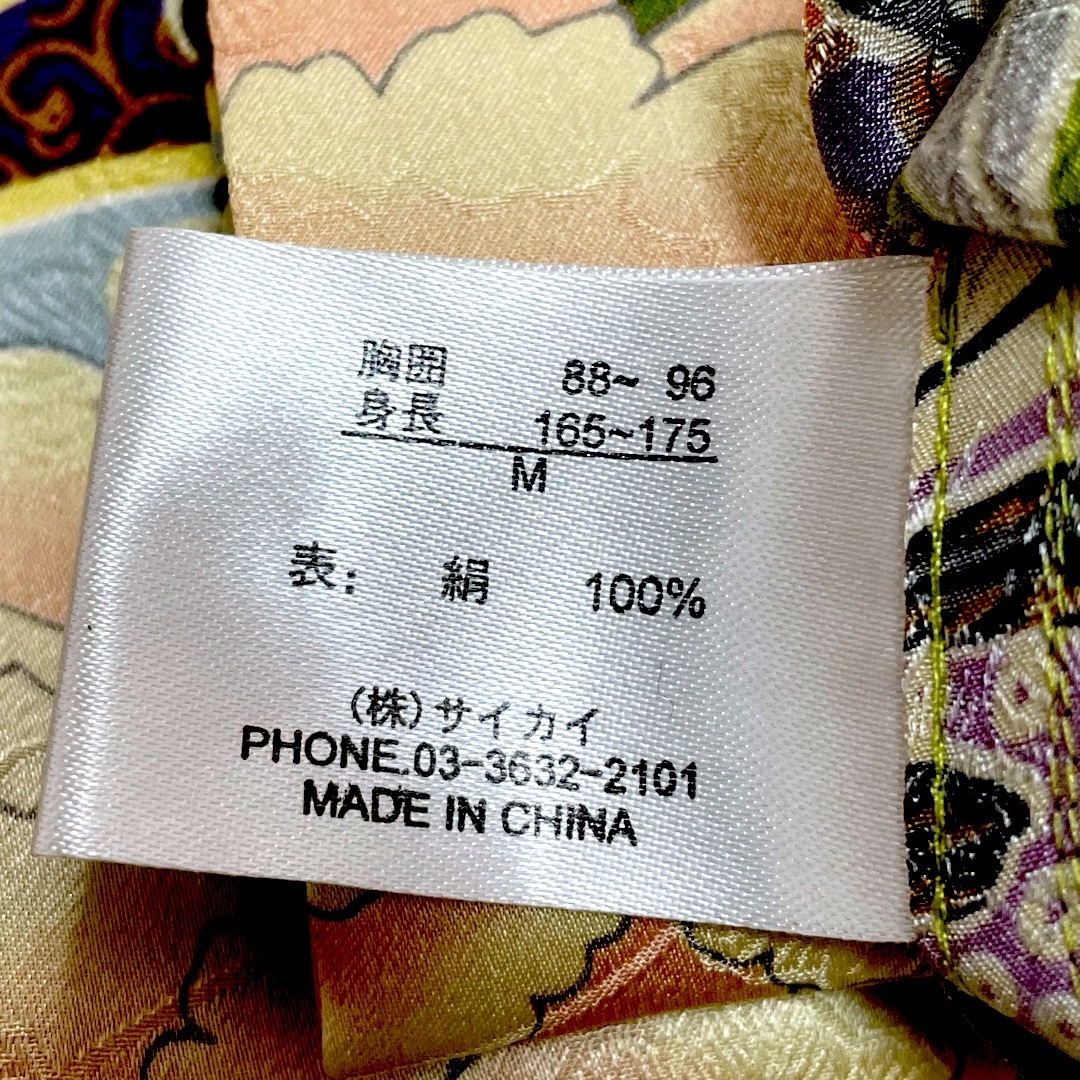 胸囲 88~ 96
身長 165~175
M
表: 絹 100%
(株)サイカイ
PHONE.03-3632-2101
MADE IN CHINA